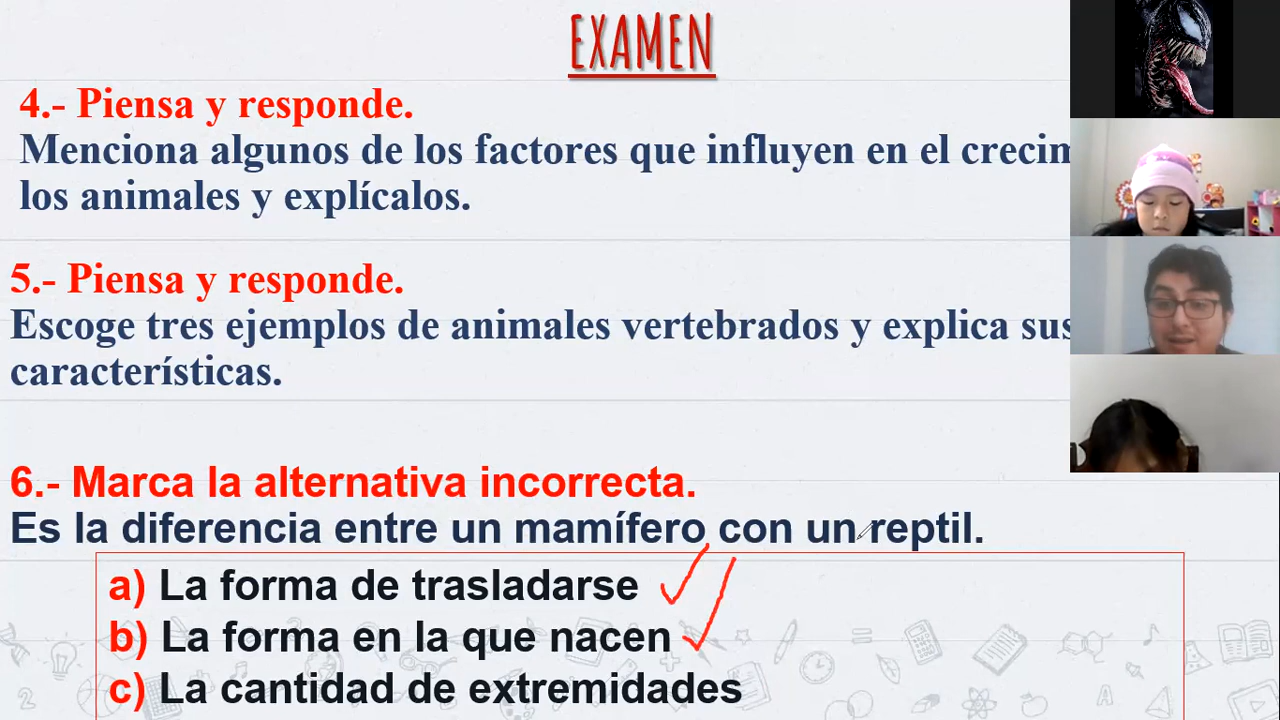 EXAMEN
4.- Piensa y responde.
Menciona algunos de los factores que influyen en el crecim
los animales y explícalos.
5.- Piensa y responde.
Escoge tres ejemplos de animales vertebrados y explica sus
características.
6.- Marca la alternativa incorrecta.
Es la diferencia entre un mamífero con un reptil.
a) La forma de trasladarse
b) La forma en la que nacen
c) La cantidad de extremidades